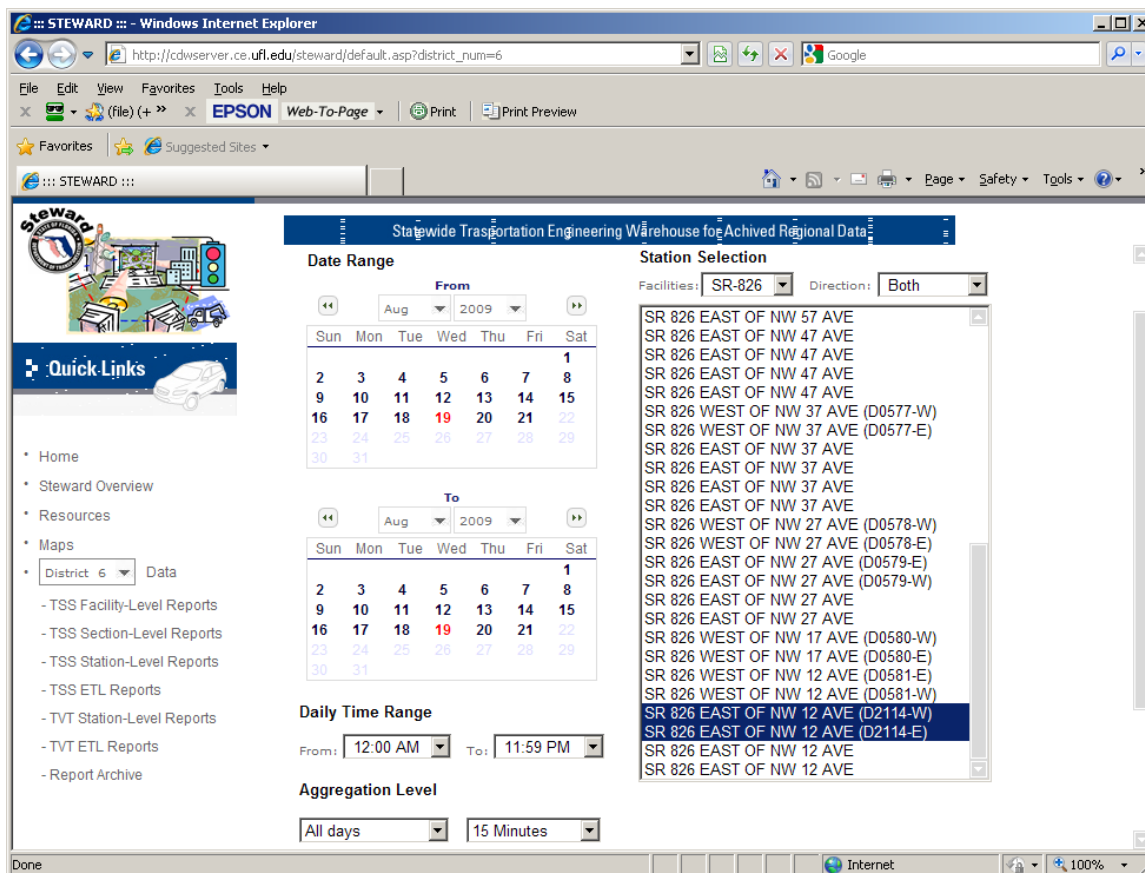 ::: STEWARD ::: - Windows Internet Explorer
http://cdwserver.ce.ufl.edu/steward/default.asp?district_num=6
Google
File Edit View Favorites Tools Help
(file) (+ » x EPSON Web-To-Page Print Print Preview
Favorites Suggested Sites
::: STEWARD :::
Page Safety Tools »
Steward
Statewide Trasportation Engineering Warehouse for Achived Regional Data
Quick Links
Home
Steward Overview
Resources
Maps
District 6 Data
- TSS Facility-Level Reports
- TSS Section-Level Reports
- TSS Station-Level Reports
- TSS ETL Reports
- TVT Station-Level Reports
- TVT ETL Reports
- Report Archive
Date Range
From
Aug 2009
Sun Mon Tue Wed Thu Fri Sat
1
2 3 4 5 6 7 8
9 10 11 12 13 14 15
16 17 18 19 20 21 22
23 24 25 26 27 28 29
30 31
To
Aug 2009
Sun Mon Tue Wed Thu Fri Sat
1
2 3 4 5 6 7 8
9 10 11 12 13 14 15
16 17 18 19 20 21 22
23 24 25 26 27 28 29
30 31
Daily Time Range
From: 12:00 AM To: 11:59 PM
Aggregation Level
All days 15 Minutes
Station Selection
Facilities: SR-826 Direction: Both
SR 826 EAST OF NW 57 AVE
SR 826 EAST OF NW 47 AVE
SR 826 EAST OF NW 47 AVE
SR 826 EAST OF NW 47 AVE
SR 826 EAST OF NW 47 AVE
SR 826 WEST OF NW 37 AVE (D0577-W)
SR 826 WEST OF NW 37 AVE (D0577-E)
SR 826 EAST OF NW 37 AVE
SR 826 EAST OF NW 37 AVE
SR 826 EAST OF NW 37 AVE
SR 826 EAST OF NW 37 AVE
SR 826 WEST OF NW 27 AVE (D0578-W)
SR 826 WEST OF NW 27 AVE (D0578-E)
SR 826 EAST OF NW 27 AVE (D0579-E)
SR 826 EAST OF NW 27 AVE (D0579-W)
SR 826 EAST OF NW 27 AVE
SR 826 EAST OF NW 27 AVE
SR 826 WEST OF NW 17 AVE (D0580-W)
SR 826 WEST OF NW 17 AVE (D0580-E)
SR 826 WEST OF NW 12 AVE (D0581-E)
SR 826 WEST OF NW 12 AVE (D0581-W)
SR 826 EAST OF NW 12 AVE (D2114-W)
SR 826 EAST OF NW 12 AVE (D2114-E)
SR 826 EAST OF NW 12 AVE
SR 826 EAST OF NW 12 AVE
Done Internet 100%